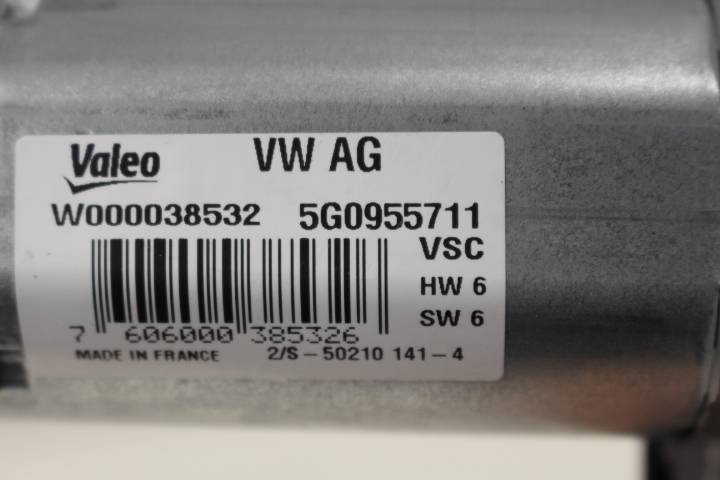 Valeo VW AG
W000038532 5G0955711
VSC
HW 6
SW 6
7 606000 385326
MADE IN FRANCE 2/S-50210 141-4